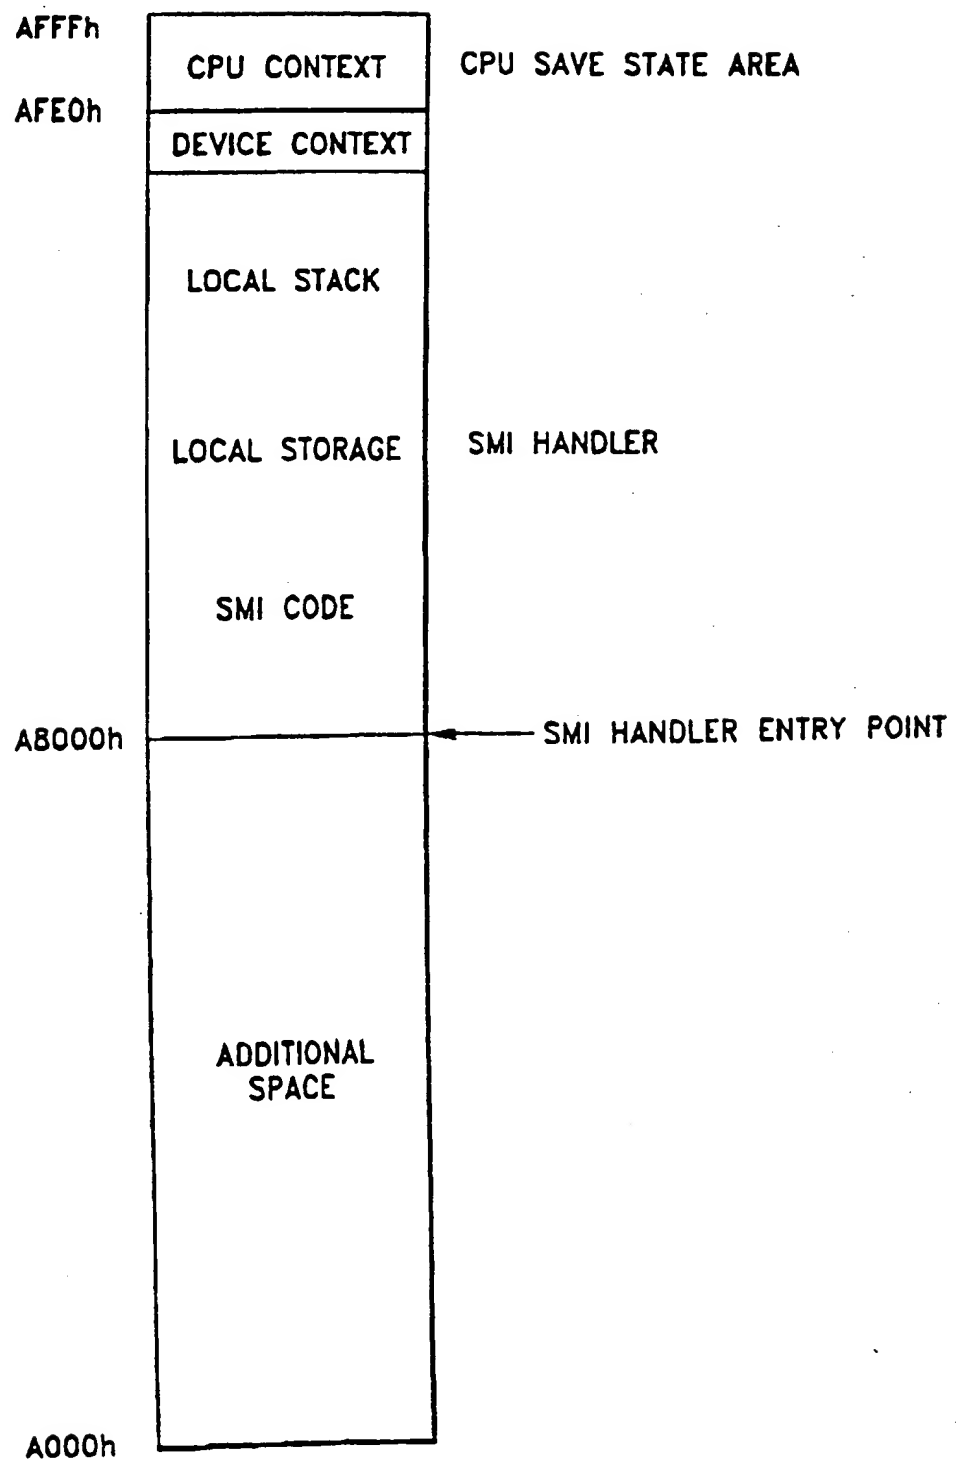 AFFFh
CPU CONTEXT
CPU SAVE STATE AREA
AFE0h
DEVICE CONTEXT
LOCAL STACK
LOCAL STORAGE
SMI HANDLER
SMI CODE
A8000h
SMI HANDLER ENTRY POINT
ADDITIONAL
SPACE
A000h